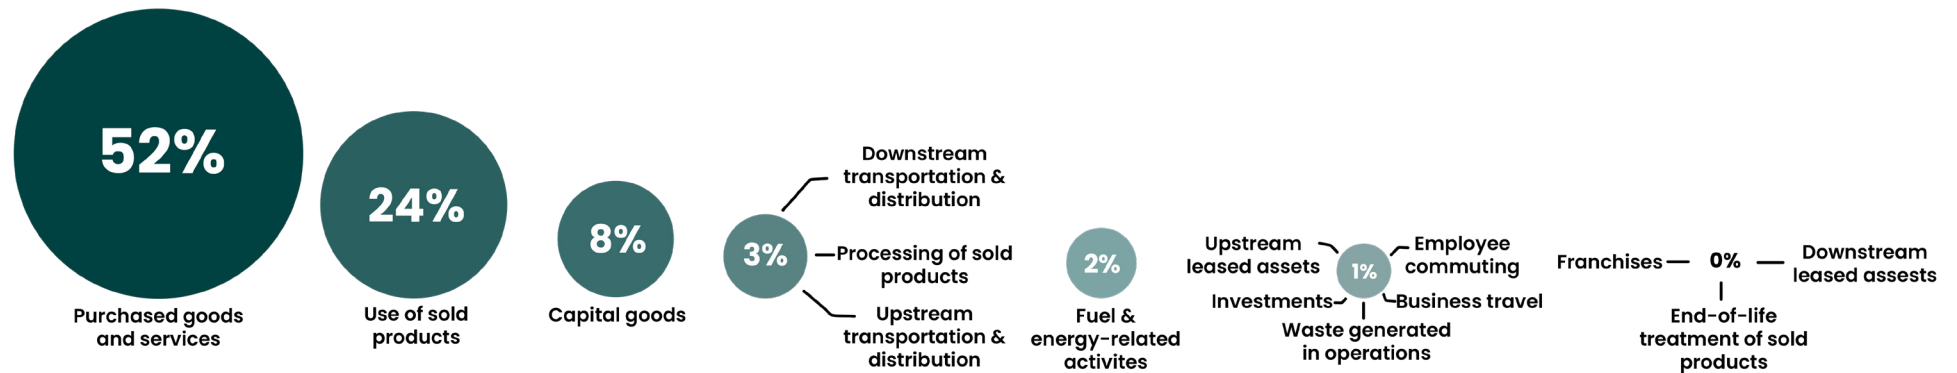 52%
Purchased goods
and services
24%
Use of sold
products
8%
Capital goods
3%
Downstream
transportation &
distribution
Processing of sold
products
Upstream
transportation &
distribution
2%
Fuel &
energy-related
activites
1%
Upstream
leased assets
Employee
commuting
Investments
Business travel
Waste generated
in operations
0%
Franchises
Downstream
leased assests
End-of-life
treatment of sold
products